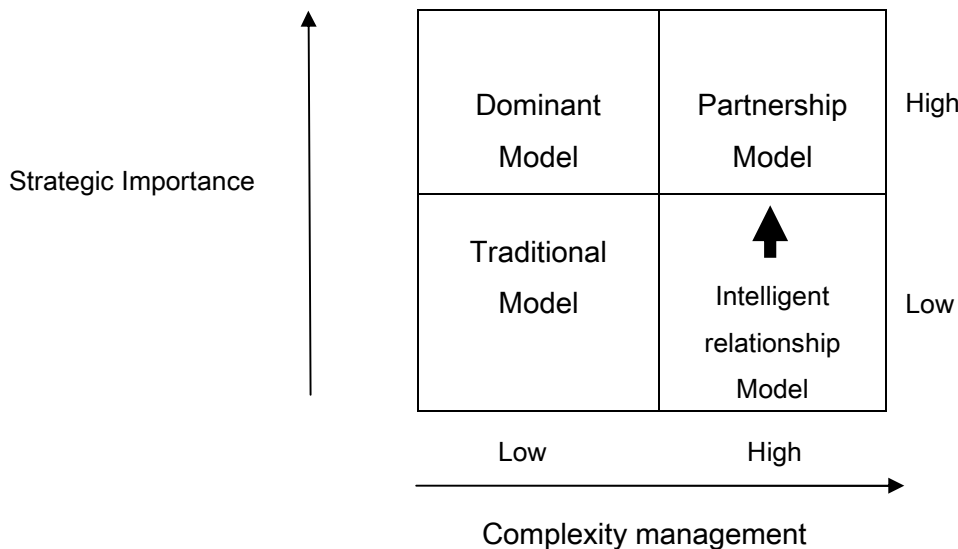 Dominant
Model
Partnership
Model
High
Strategic Importance
Traditional
Model
Intelligent
relationship
Model
Low
Low
High
Complexity management